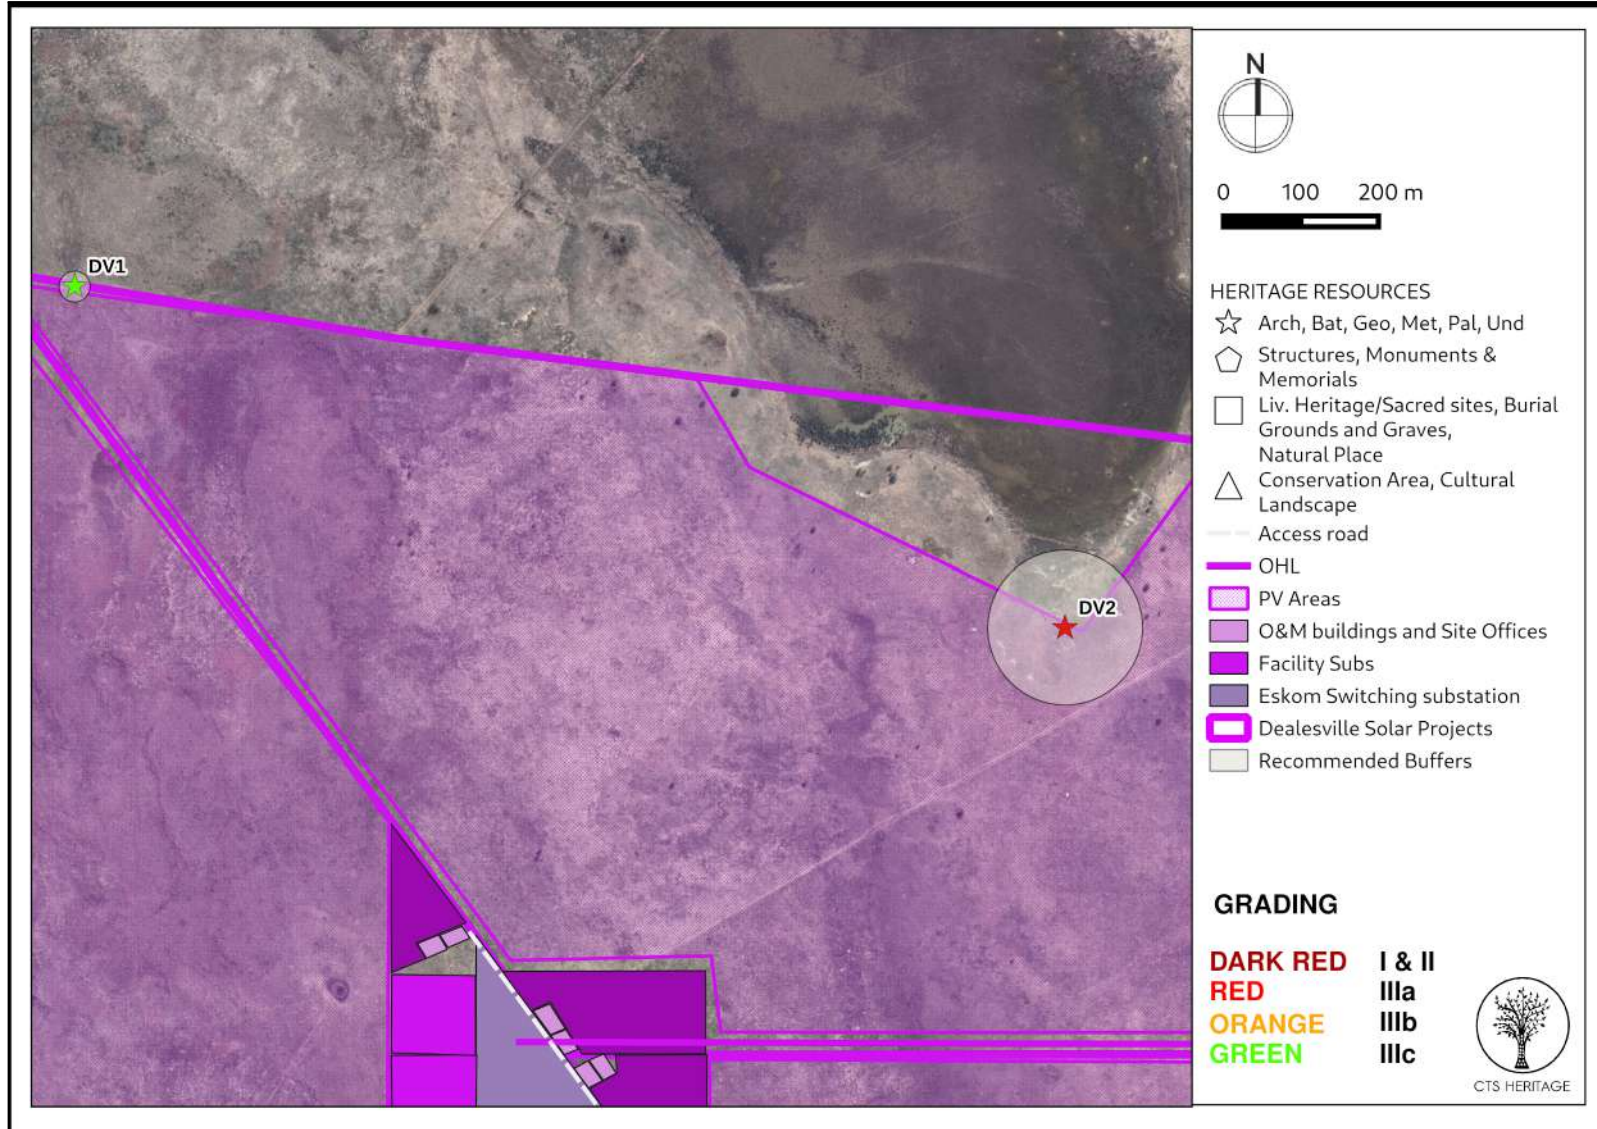 DV1
DV2
N
0 100 200 m
HERITAGE RESOURCES
Arch, Bat, Geo, Met, Pal, Und
Structures, Monuments &
Memorials
Liv. Heritage/Sacred sites, Burial
Grounds and Graves,
Natural Place
Conservation Area, Cultural
Landscape
Access road
OHL
PV Areas
O&M buildings and Site Offices
Facility Subs
Eskom Switching substation
Dealesville Solar Projects
Recommended Buffers
GRADING
DARK RED I & II
RED IIIa
ORANGE IIIb
GREEN IIIc
CTS HERITAGE